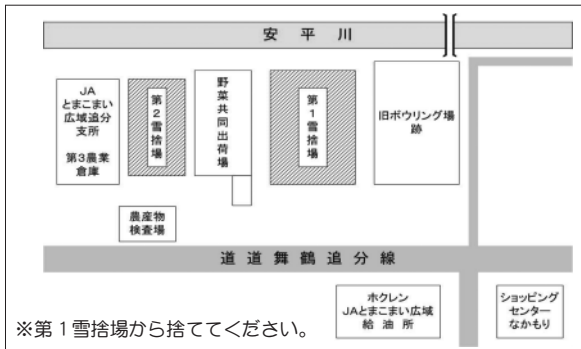 安平川
JA
とまこまい
広域追分
支所
第3農業
倉庫
第2雪捨場
野菜共同出荷場
第1雪捨場
旧ボウリング場
跡
農産物
検査場
道道舞鶴追分線
ホクレン
JAとまこまい広域
給油所
ショッピング
センター
なかもり
※第1雪捨場から捨ててください。